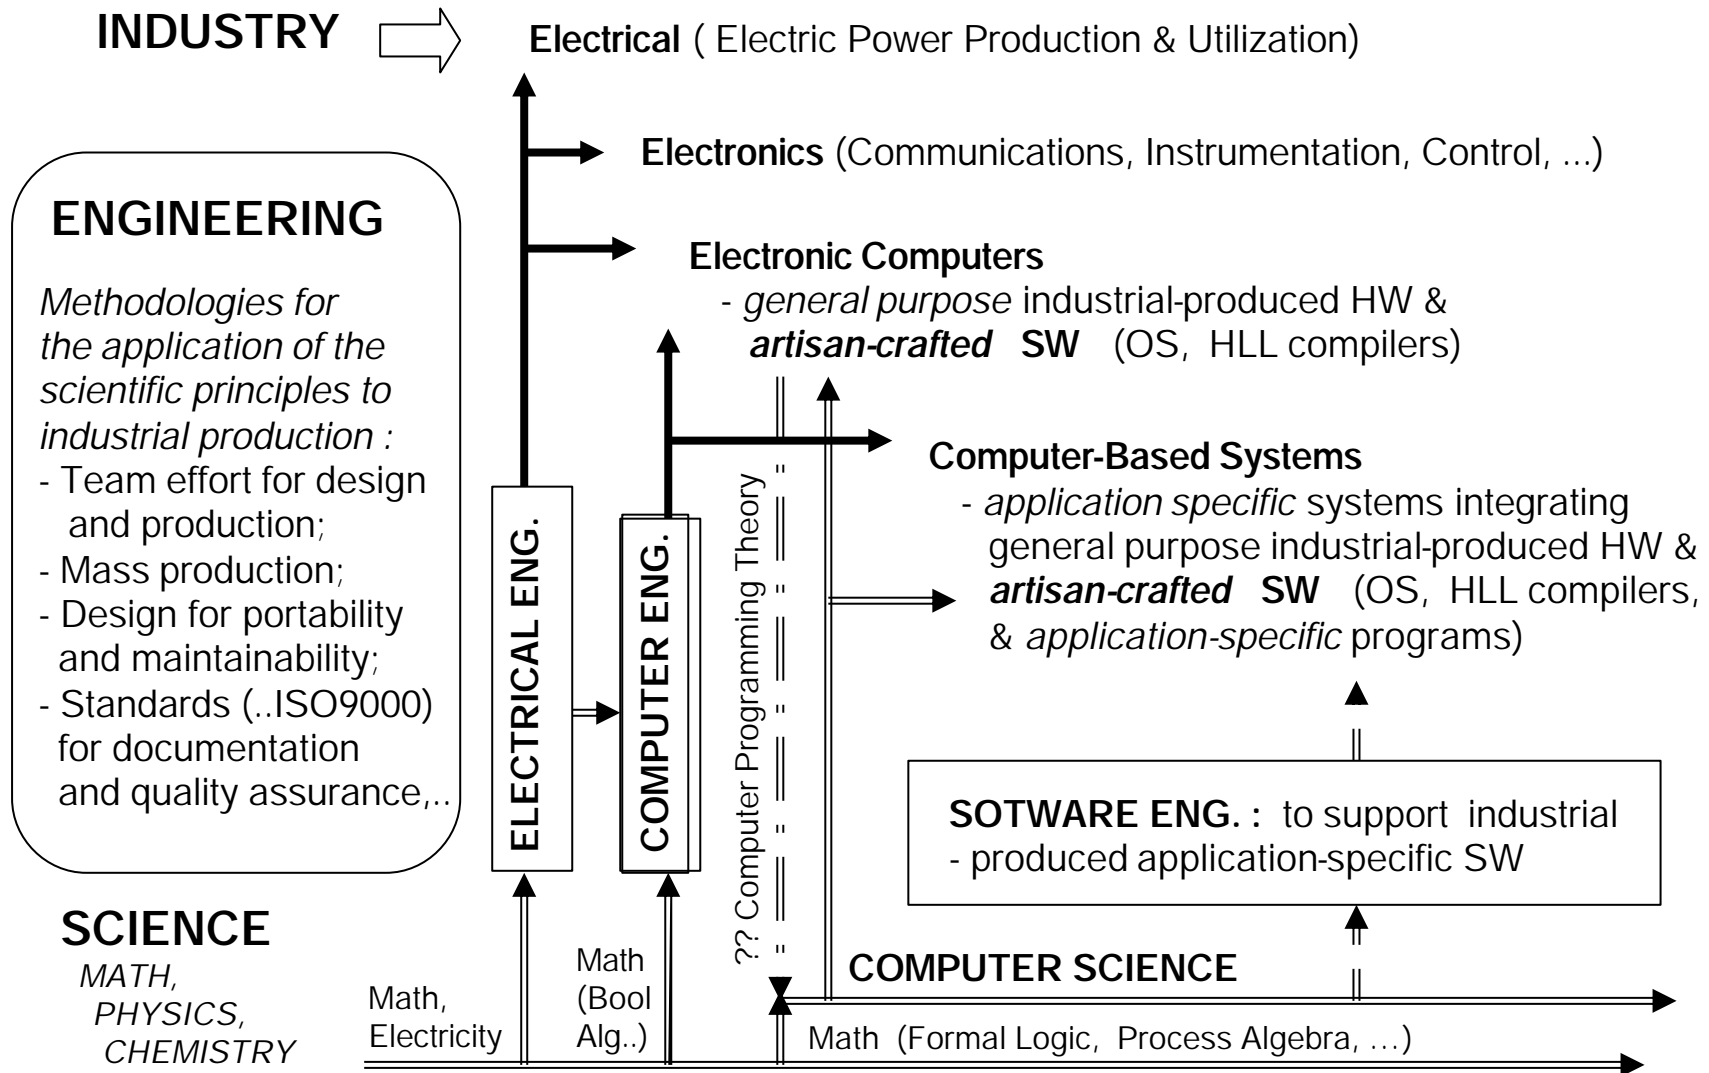 INDUSTRY
Electrical ( Electric Power Production & Utilization)
Electronics (Communications, Instrumentation, Control, ...)
ENGINEERING
Methodologies for
the application of the
scientific principles to
industrial production :
- Team effort for design
and production;
- Mass production;
- Design for portability
and maintainability;
- Standards (..ISO9000)
for documentation
and quality assurance,..
Electronic Computers
- general purpose industrial-produced HW &
artisan-crafted SW (OS, HLL compilers)
Computer-Based Systems
- application specific systems integrating
general purpose industrial-produced HW &
artisan-crafted SW (OS, HLL compilers,
& application-specific programs)
ELECTRICAL ENG.
COMPUTER ENG.
?? Computer Programming Theory
SOTWARE ENG. : to support industrial
- produced application-specific SW
SCIENCE
MATH,
PHYSICS,
CHEMISTRY
Math,
Electricity
Math
(Bool
Alg..)
COMPUTER SCIENCE
Math (Formal Logic, Process Algebra, ...)